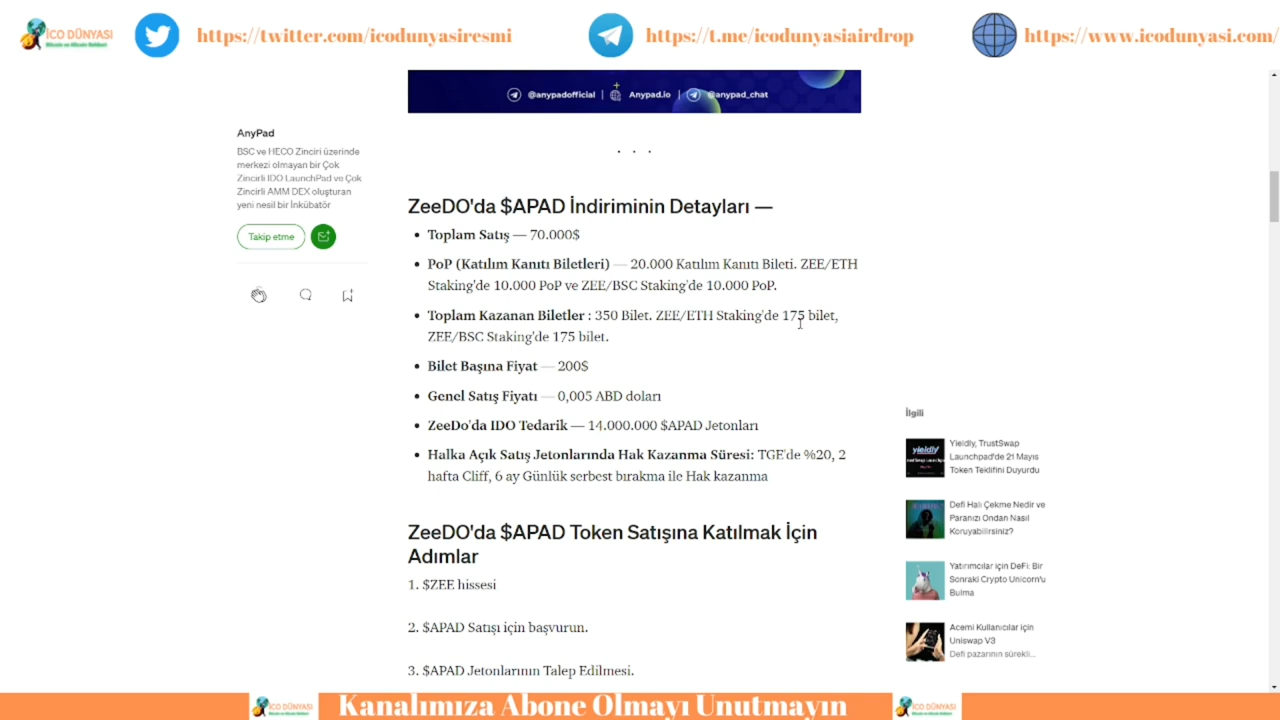 İCO DÜNYASI
Bitcoin ve Altcoin Rehberi
https://twitter.com/icodunyasiresmi
https://t.me/icodunyasiairdrop
https://www.icodunyasi.com/
@anypadofficial | Anypad.io | @anypad_chat
AnyPad
BSC ve HECO Zinciri üzerinde
merkezi olmayan bir Çok
Zincirli IDO LaunchPad ve Çok
Zincirli AMM DEX oluşturan
yeni nesil bir İnkübatör
Takip etme
. . .
ZeeDO'da $APAD İndiriminin Detayları —
• Toplam Satış — 70.000$
• PoP (Katılım Kanıtı Biletleri) — 20.000 Katılım Kanıtı Bileti. ZEE/ETH
Staking'de 10.000 PoP ve ZEE/BSC Staking'de 10.000 PoP.
• Toplam Kazanan Biletler : 350 Bilet. ZEE/ETH Staking'de 175 bilet,
ZEE/BSC Staking'de 175 bilet.
• Bilet Başına Fiyat — 200$
• Genel Satış Fiyatı — 0,005 ABD doları
• ZeeDo'da IDO Tedarik — 14.000.000 $APAD Jetonları
• Halka Açık Satış Jetonlarında Hak Kazanma Süresi: TGE'de %20, 2
hafta Cliff, 6 ay Günlük serbest bırakma ile Hak kazanma
ZeeDO'da $APAD Token Satışına Katılmak İçin
Adımlar
1. $ZEE hissesi
2. $APAD Satışı için başvurun.
3. $APAD Jetonlarının Talep Edilmesi.
İlgili
Yieldly, TrustSwap
Launchpad'de 21 Mayıs
Token Teklifini Duyurdu
Defi Halı Çekme Nedir ve
Paranızı Ondan Nasıl
Koruyabilirsiniz?
Yatırımcılar için DeFi: Bir
Sonraki Crypto Unicorn'u
Bulma
Acemi Kullanıcılar için
Uniswap V3
Defi pazarının sürekli...
İCO DÜNYASI
Kanalımıza Abone Olmayı Unutmayın
İCO DÜNYASI